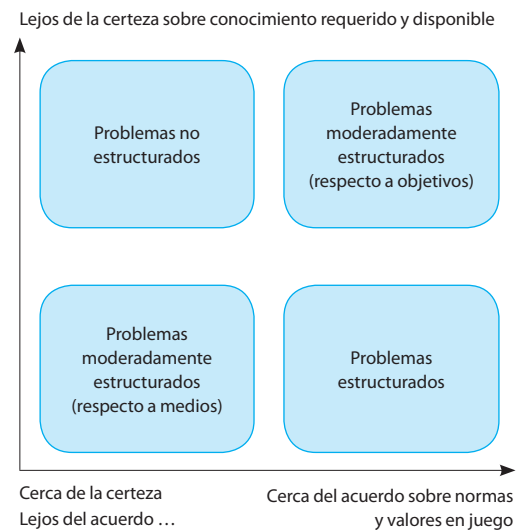 Lejos de la certeza sobre conocimiento requerido y disponible
Problemas no
estructurados
Problemas
moderadamente
estructurados
(respecto a objetivos)
Problemas
moderadamente
estructurados
(respecto a medios)
Problemas
estructurados
Cerca de la certeza
Lejos del acuerdo …
Cerca del acuerdo sobre normas
y valores en juego